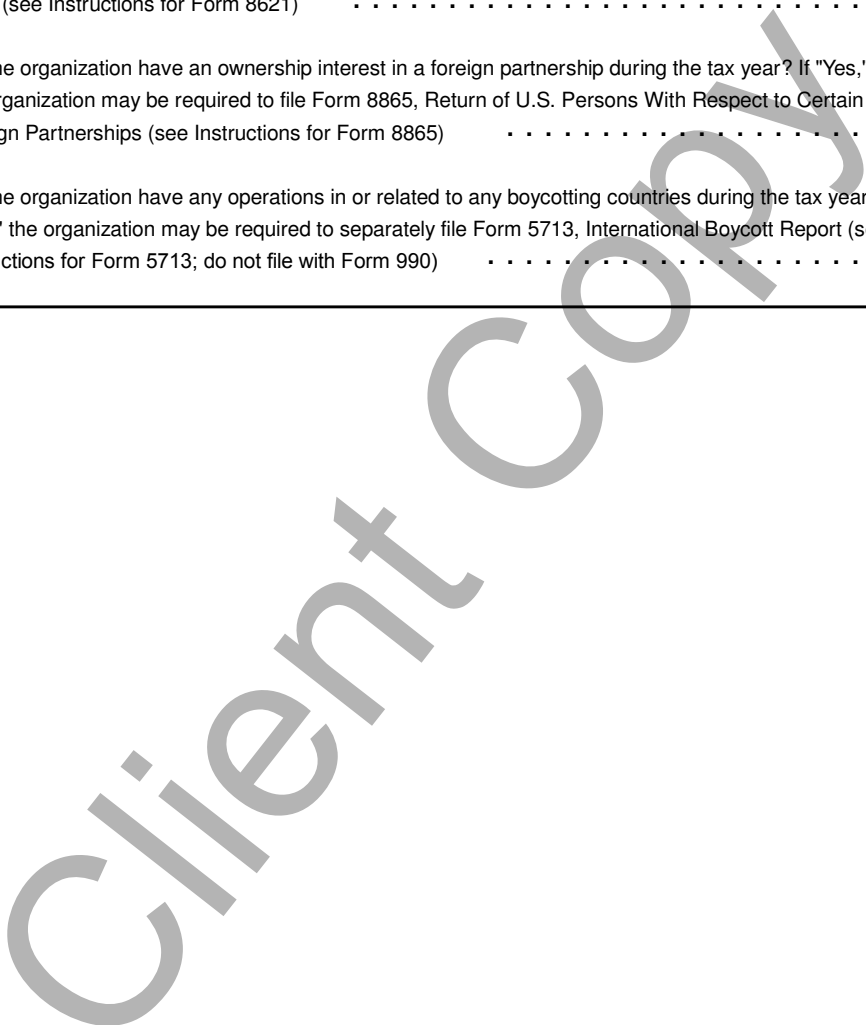 (see Instructions for Form 8621) . . . . . . . . . . . . . . . . . . . . . . . . . .
ne organization have an ownership interest in a foreign partnership during the tax year? If "Yes,"
rganization may be required to file Form 8865, Return of U.S. Persons With Respect to Certain
gn Partnerships (see Instructions for Form 8865) . . . . . . . . . . . . . . . . . . .
ne organization have any operations in or related to any boycotting countries during the tax year
" the organization may be required to separately file Form 5713, International Boycott Report (s
ctions for Form 5713; do not file with Form 990) . . . . . . . . . . . . . . . . . . . .
Client Copy